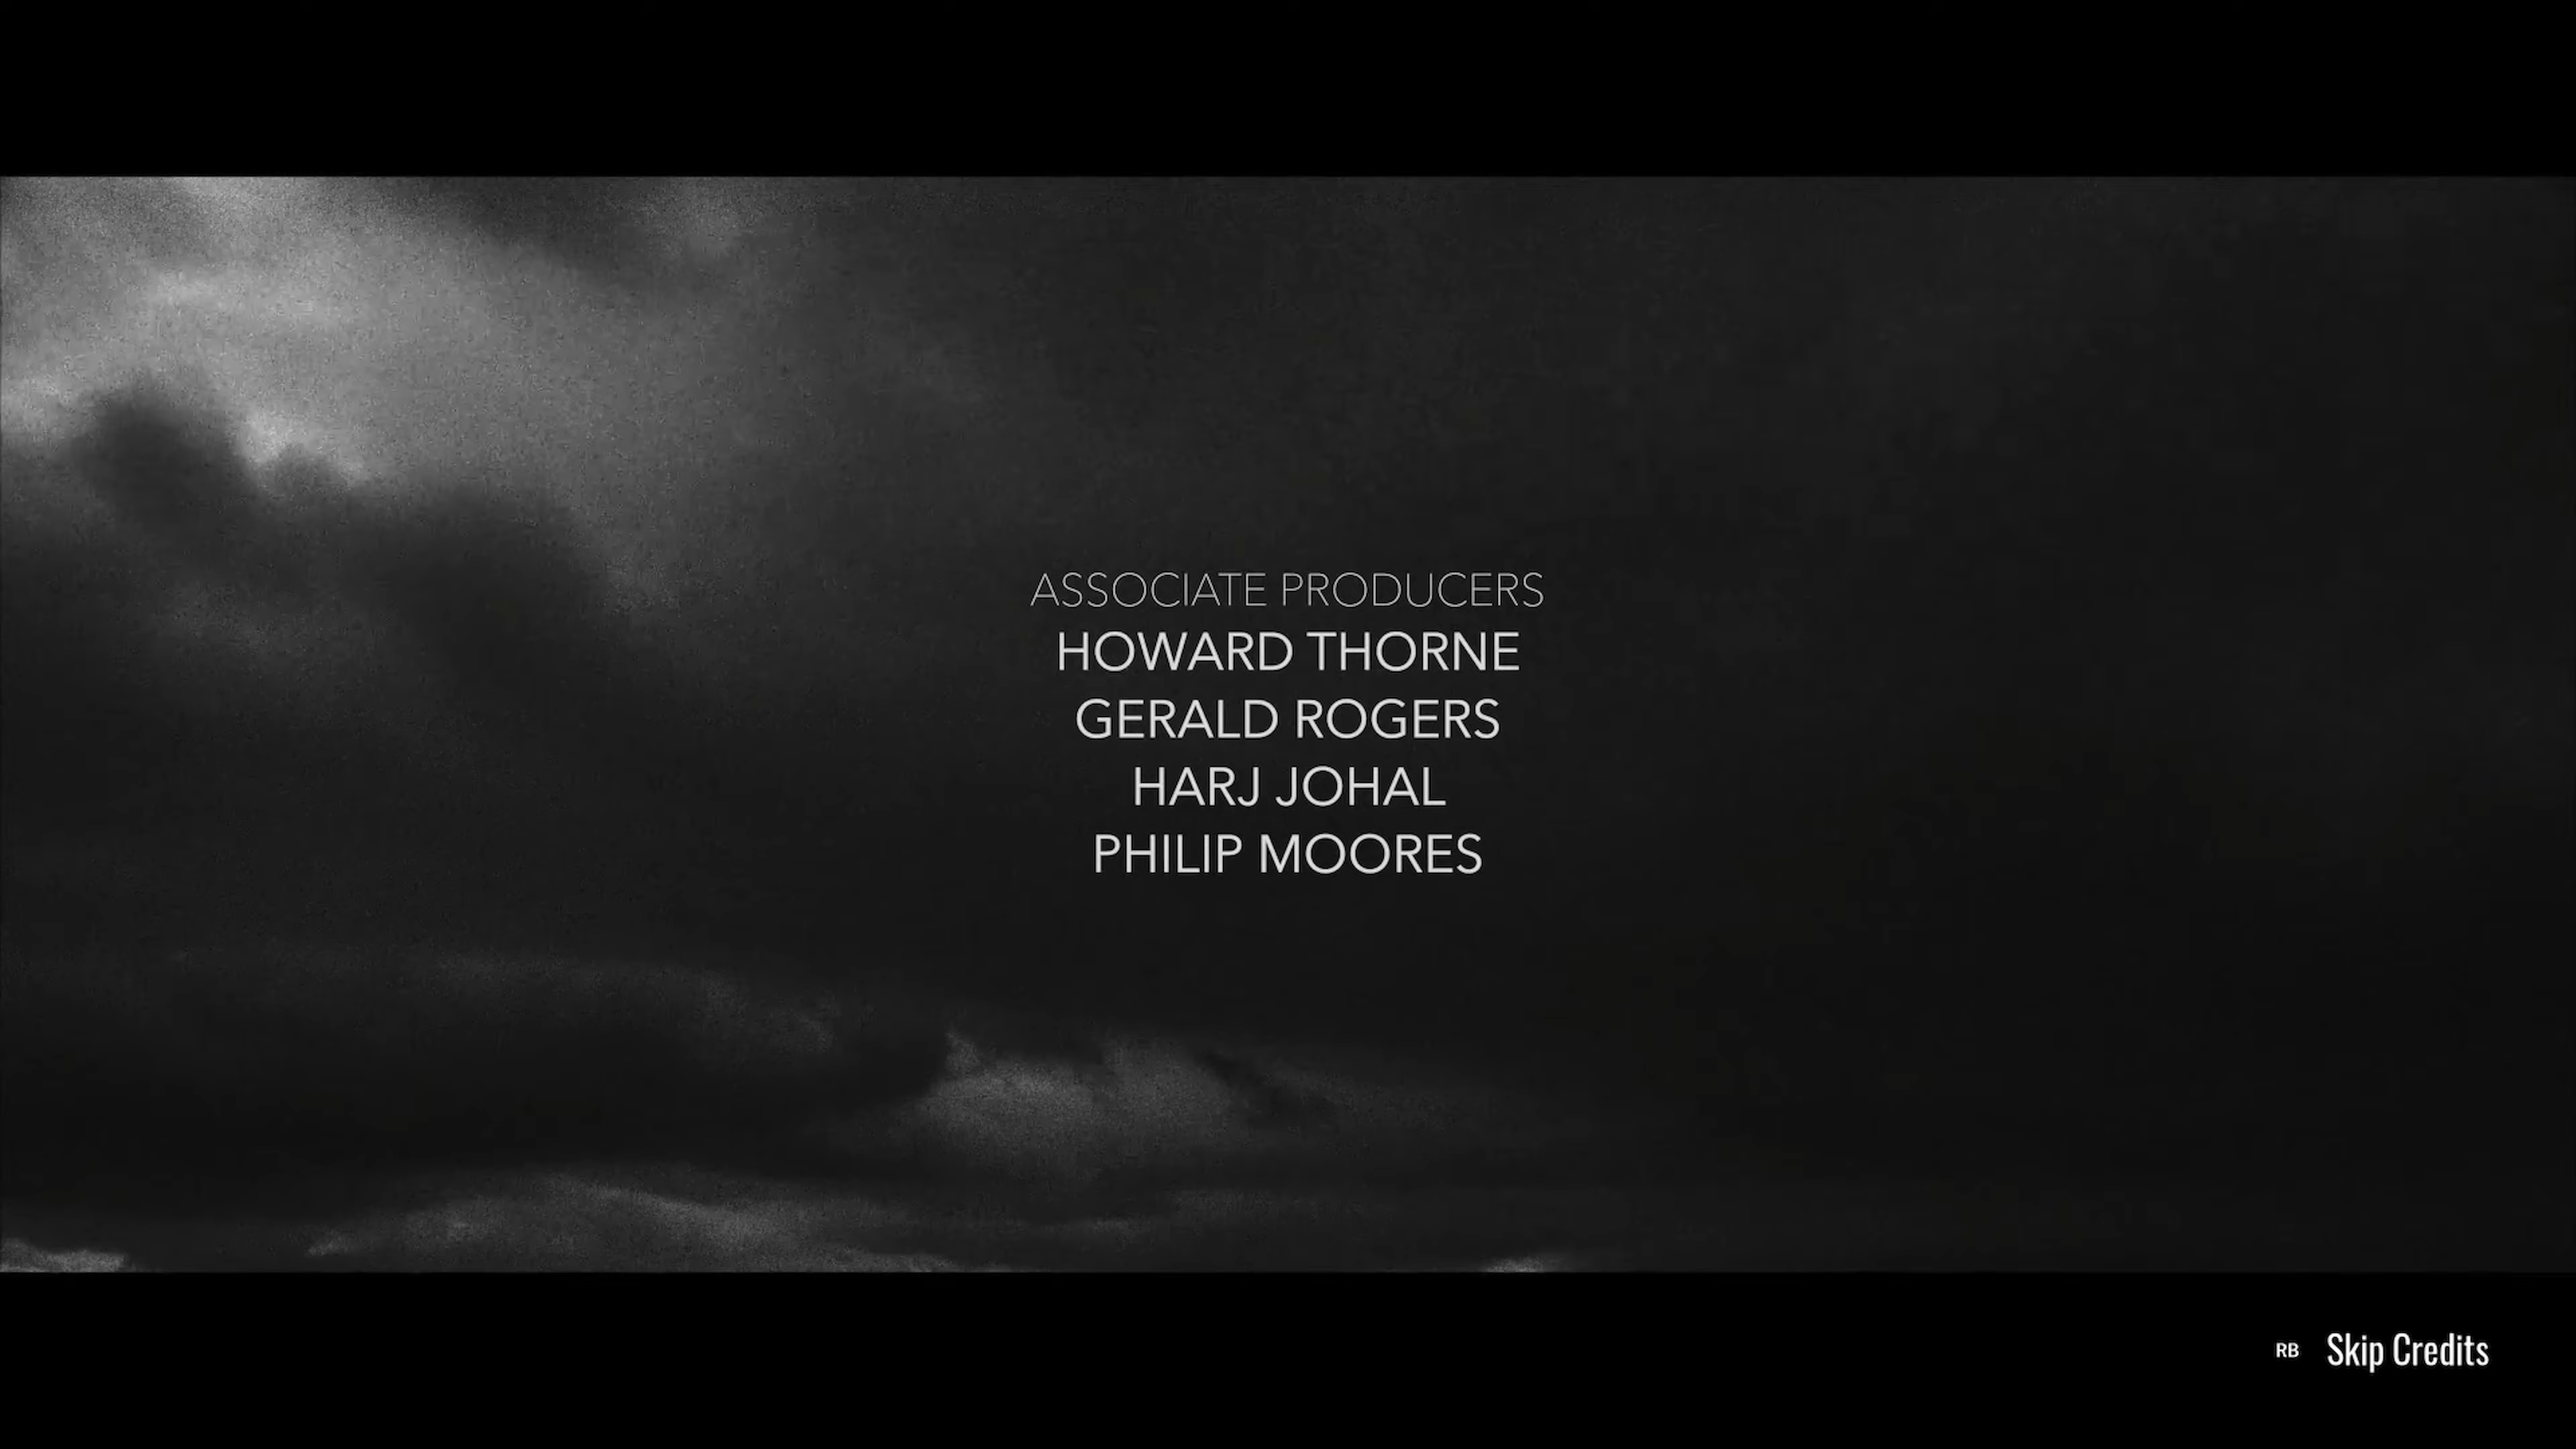 ASSOCIATE PRODUCERS
HOWARD THORNE
GERALD ROGERS
HARJ JOHAL
PHILIP MOORES
RB Skip Credits